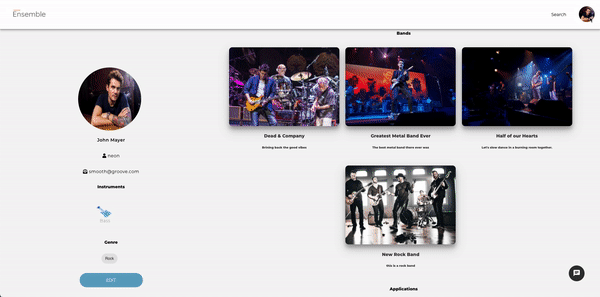 Ensemble
Search
Bands
John Mayer
neon
smooth@groove.com
Instruments
Genre
Rock
EDIT
Dead & Company
Bringing back the good vibes
Greatest Metal Band Ever
The best metal band there ever was
Half of our Hearts
Let's slow dance in a burning room together
New Rock Band
this is a rock band
Applications